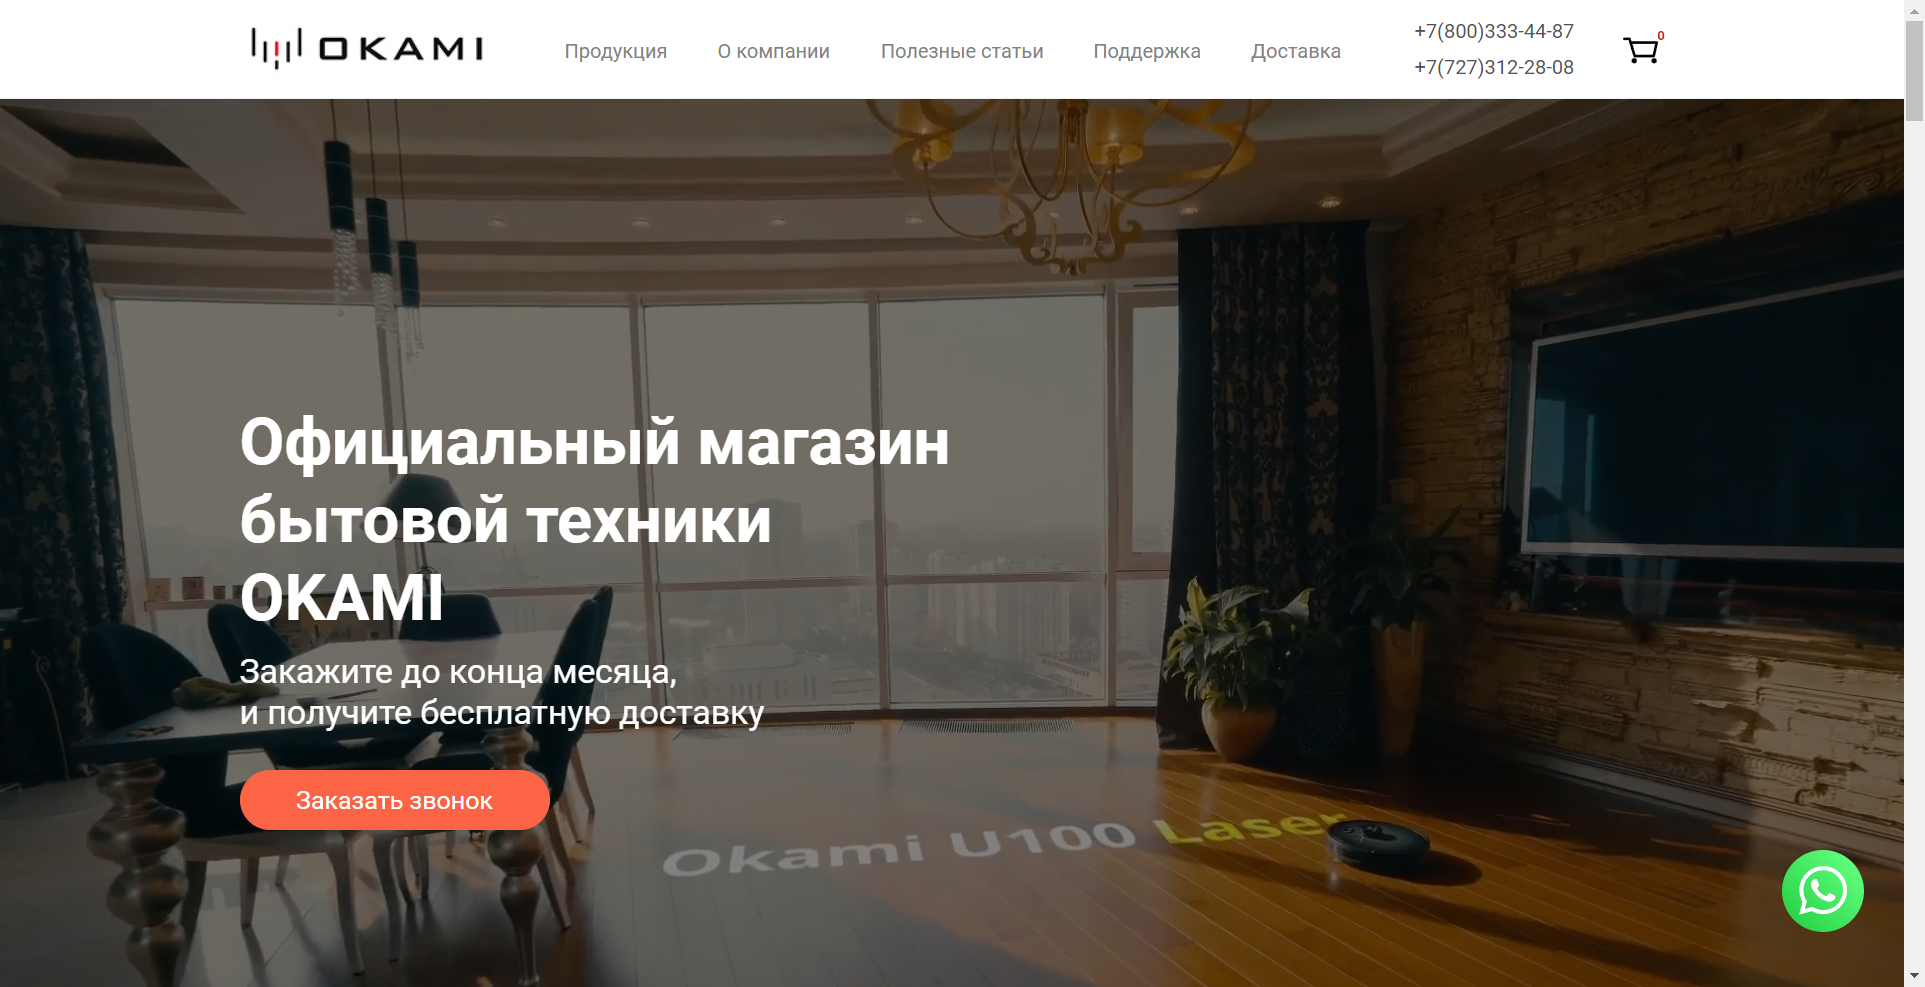 OKAMI
Продукция
О компании
Полезные статьи
Поддержка
Доставка
+7(800)333-44-87
+7(727)312-28-08
0
Официальный магазин
бытовой техники
OKAMI
Закажите до конца месяца,
и получите бесплатную доставку
Заказать звонок
Okami U100 Laser